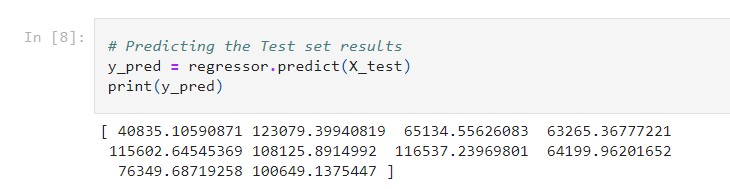 In [8]:
# Predicting the Test set results
y_pred = regressor.predict(X_test)
print(y_pred)
[ 40835.10590871 123079.39940819  65134.55626083  63265.36777221
 115602.64545369 108125.8914992  116537.23969801  64199.96201652
  76349.68719258 100649.1375447 ]